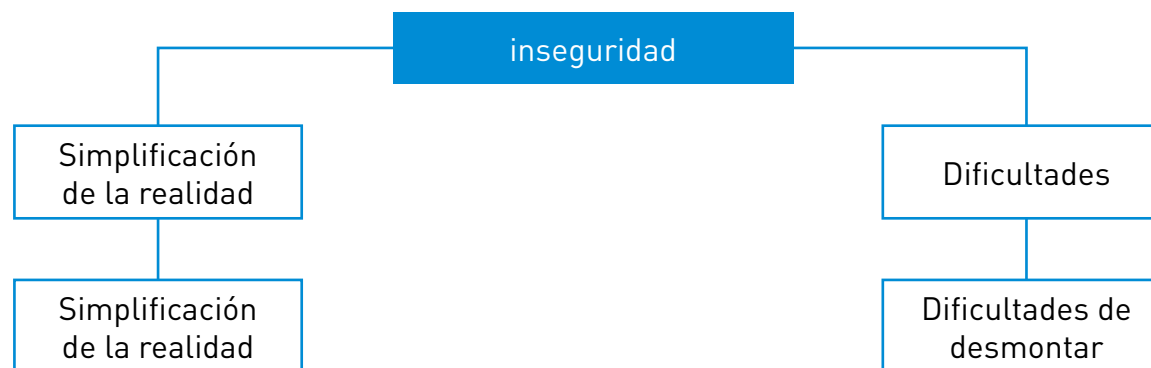 inseguridad
Simplificación
de la realidad
Dificultades
Simplificación
de la realidad
Dificultades de
desmontar